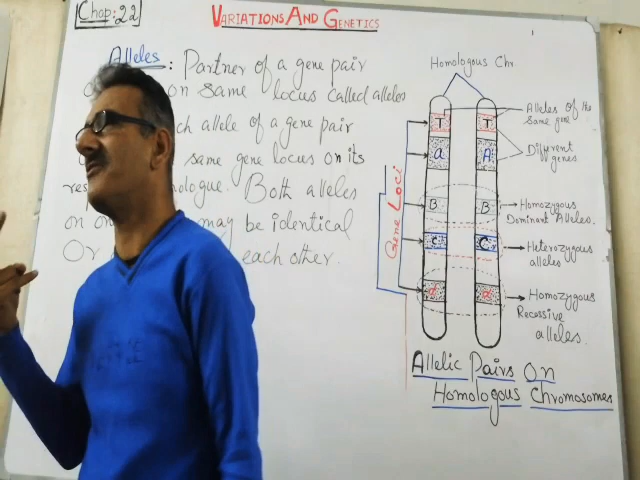 Chap:22
VARIATIONS AND GENETICS
Alleles: Partner of a gene pair
on same locus called alleles
ch allele of a gene pair
same gene locus on its
res ologue. Both alleles
on may be identical
Or each other.
Homologous Chr.
T T
Alleles of the
same gene
a A
Different
genes
Gene Loci
B B
Homozygous
Dominant Alleles.
Heterozygous
alleles
Homozygous
Recessive
alleles.
Allelic Pairs On
Homologous Chromosomes